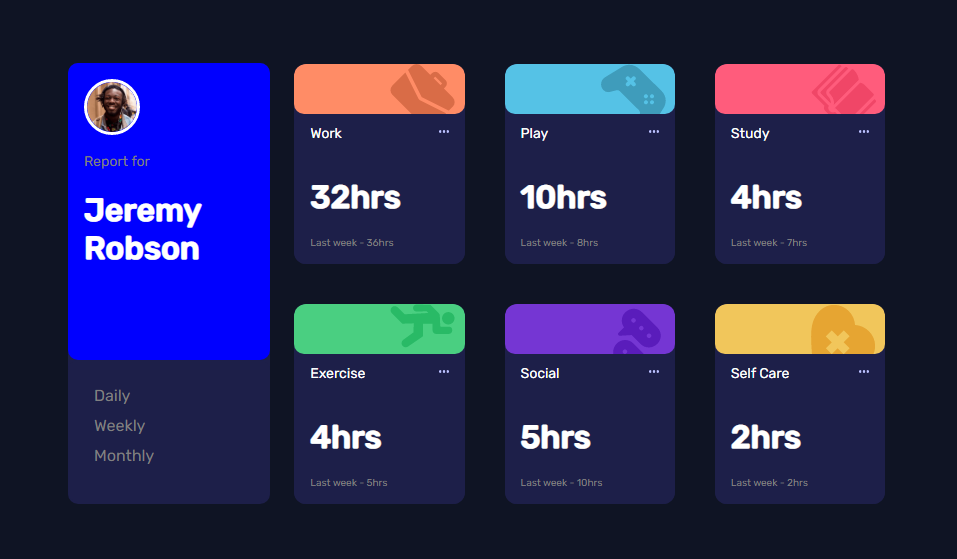 Report for
Jeremy
Robson
Daily
Weekly
Monthly
Work
32hrs
Last week - 36hrs
Play
10hrs
Last week - 8hrs
Study
4hrs
Last week - 7hrs
Exercise
4hrs
Last week - 5hrs
Social
5hrs
Last week - 10hrs
Self Care
2hrs
Last week - 2hrs